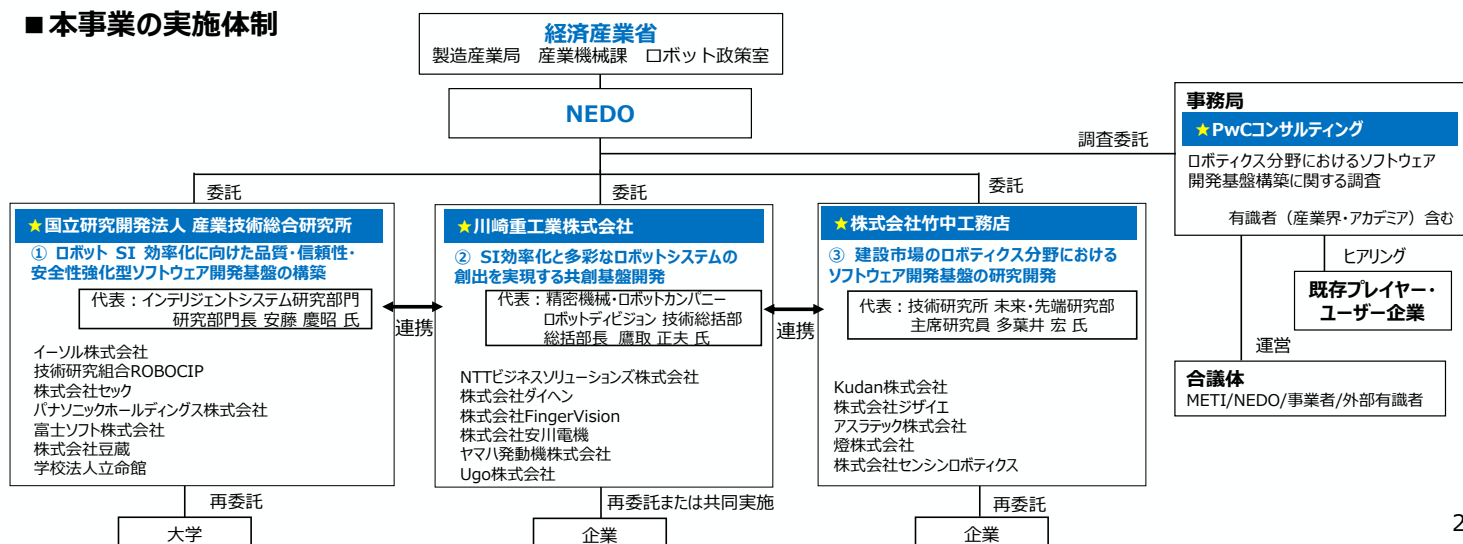 ■本事業の実施体制
経済産業省
製造産業局　産業機械課　ロボット政策室
NEDO
調査委託
事務局
★PwCコンサルティング
ロボティクス分野におけるソフトウェア
開発基盤構築に関する調査
有識者（産業界・アカデミア）含む
ヒアリング
既存プレイヤー・
ユーザー企業
運営
合議体
METI/NEDO/事業者/外部有識者
委託
★国立研究開発法人 産業技術総合研究所
① ロボット SI 効率化に向けた品質・信頼性・
安全性強化型ソフトウェア開発基盤の構築
代表：インテリジェントシステム研究部門
研究部門長 安藤 慶昭 氏
イーソル株式会社
技術研究組合ROBOCIP
株式会社セック
パナソニックホールディングス株式会社
富士ソフト株式会社
株式会社豆蔵
学校法人立命館
再委託
大学
連携
委託
★川崎重工業株式会社
② SI効率化と多彩なロボットシステムの
創出を実現する共創基盤開発
代表：精密機械・ロボットカンパニー
ロボットディビジョン 技術総括部
総括部長 鷹取 正夫 氏
NTTビジネスソリューションズ株式会社
株式会社ダイヘン
株式会社FingerVision
株式会社安川電機
ヤマハ発動機株式会社
Ugo株式会社
再委託または共同実施
企業
連携
委託
★株式会社竹中工務店
③ 建設市場のロボティクス分野における
ソフトウェア開発基盤の研究開発
代表：技術研究所 未来・先端研究部
主席研究員 多葉井 宏 氏
Kudan株式会社
株式会社ジザイエ
アスラテック株式会社
燈株式会社
株式会社センシンロボティクス
再委託
企業
2